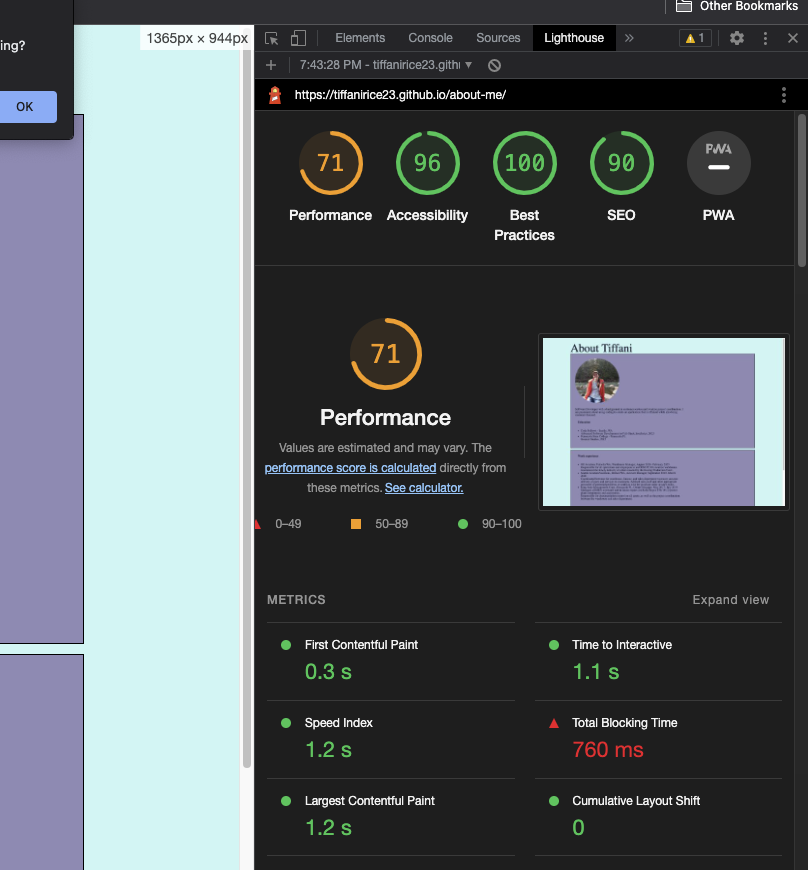 Other Bookmarks
ing?
OK
1365px × 944px
Elements Console Sources Lighthouse » 1
7:43:28 PM - tiffanirice23.githu
https://tiffanirice23.github.io/about-me/
71 96 100 90 PWA
Performance Accessibility Best Practices SEO PWA
71
Performance
Values are estimated and may vary. The
performance score is calculated directly from
these metrics. See calculator.
0–49 50–89 90–100
About Tiffani
METRICS Expand view
First Contentful Paint Time to Interactive
0.3 s 1.1 s
Speed Index Total Blocking Time
1.2 s 760 ms
Largest Contentful Paint Cumulative Layout Shift
1.2 s 0